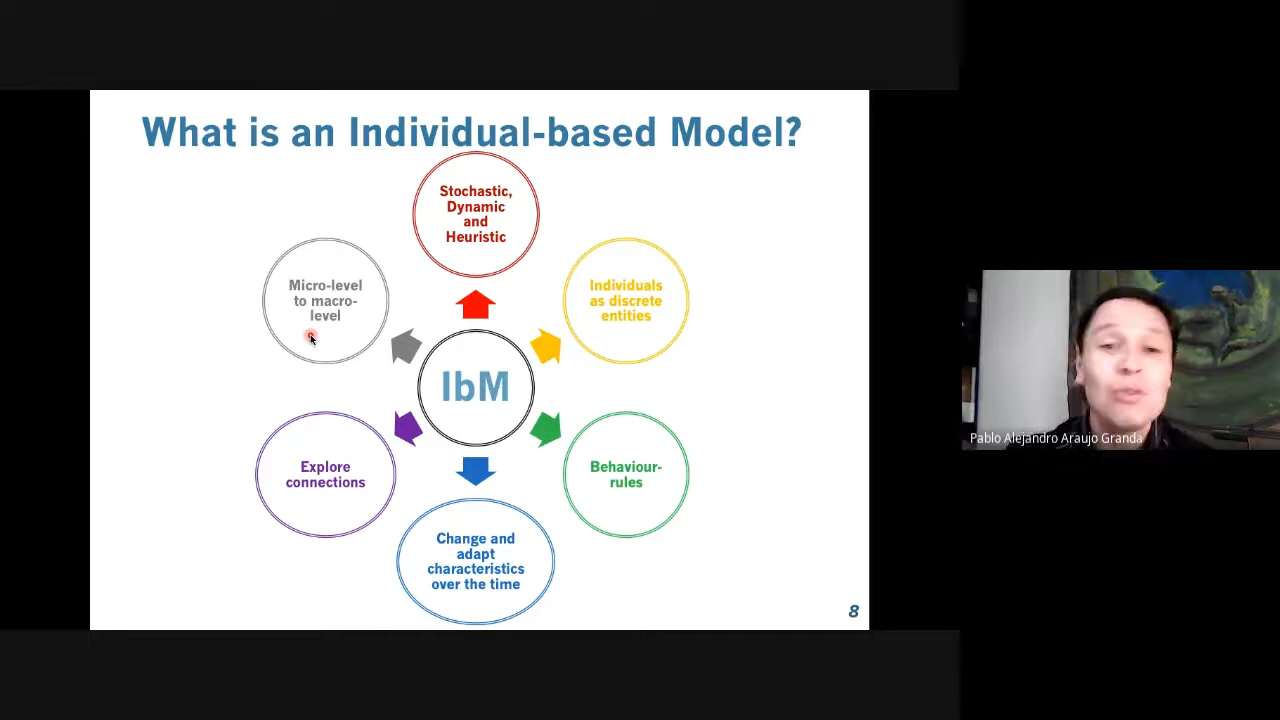 What is an Individual-based Model?
Stochastic,
Dynamic
and
Heuristic
Individuals
as discrete
entities
Behaviour-
rules
Change and
adapt
characteristics
over the time
Explore
connections
Micro-level
to macro-
level
IbM
8
Pablo Alejandro Araujo Granda